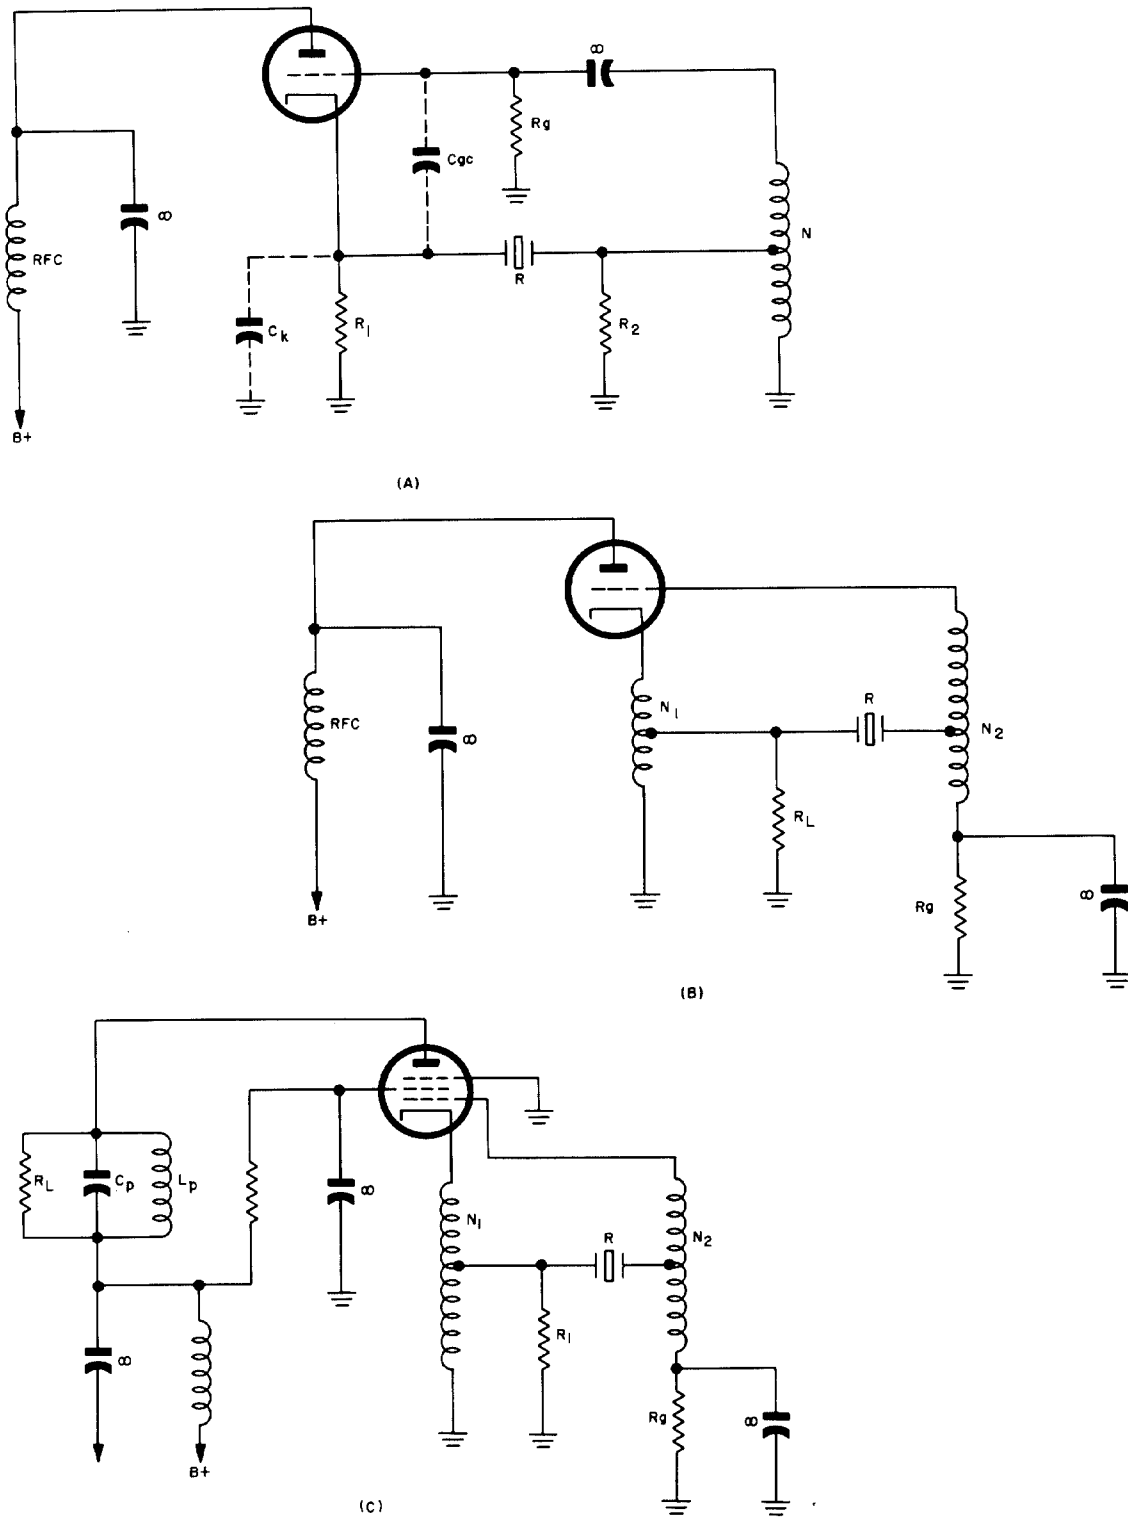 ∞
Rg
Cgc
RFC
∞
N
R
Ck
R1
R2
B+
(A)
RFC
∞
N1
R
N2
RL
B+
Rg
∞
(B)
RL
Cp
Lp
∞
N1
R
N2
R1
∞
Rg
∞
B+
(C)